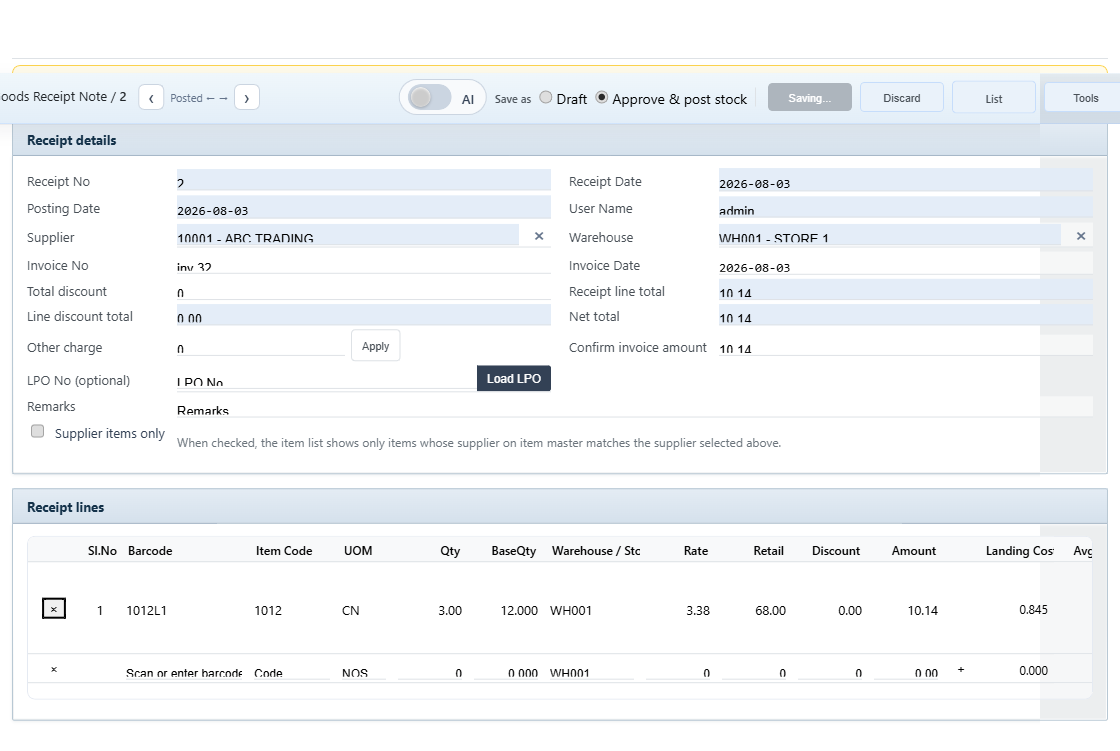 oods Receipt Note / 2 ‹ Posted ←→ › AI Save as Draft Approve & post stock Saving... Discard List Tools
Receipt details
Receipt No 2 Receipt Date 2026-08-03
Posting Date 2026-08-03 User Name admin
Supplier 10001 - ABC TRADING × Warehouse WH001 - STORE 1 ×
Invoice No inv 32 Invoice Date 2026-08-03
Total discount 0 Receipt line total 10.14
Line discount total 0.00 Net total 10.14
Other charge 0 Apply Confirm invoice amount 10.14
LPO No (optional) LPO No Load LPO
Remarks Remarks
Supplier items only When checked, the item list shows only items whose supplier on item master matches the supplier selected above.
Receipt lines
Sl.No Barcode Item Code UOM Qty BaseQty Warehouse / Stc Rate Retail Discount Amount Landing Cos Avg
× 1 1012L1 1012 CN 3.00 12.000 WH001 3.38 68.00 0.00 10.14 0.845
× Scan or enter barcode Code NOS 0 0.000 WH001 0 0 0 0.00 + 0.000